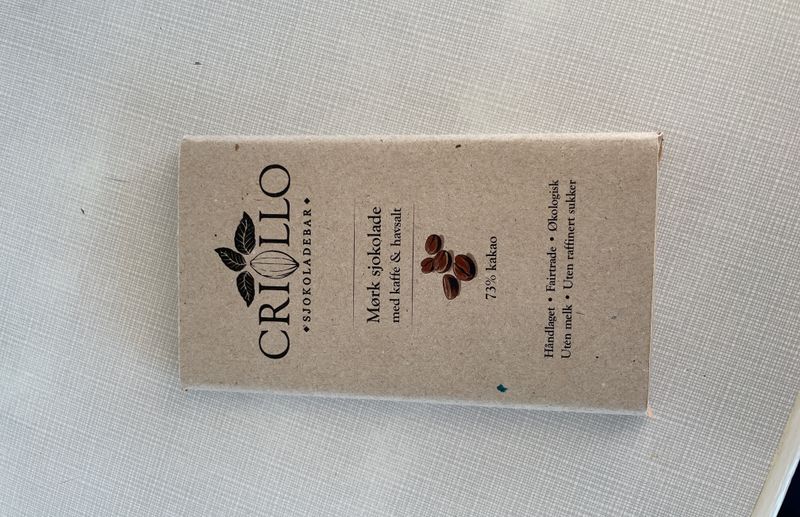 CRIOLLO
SJOKOLADEBAR
Mørk sjokolade
med kaffe & havsalt
73% kakao
Håndlaget • Fairtrade • Økologisk
Uten melk • Uten raffinert sukker